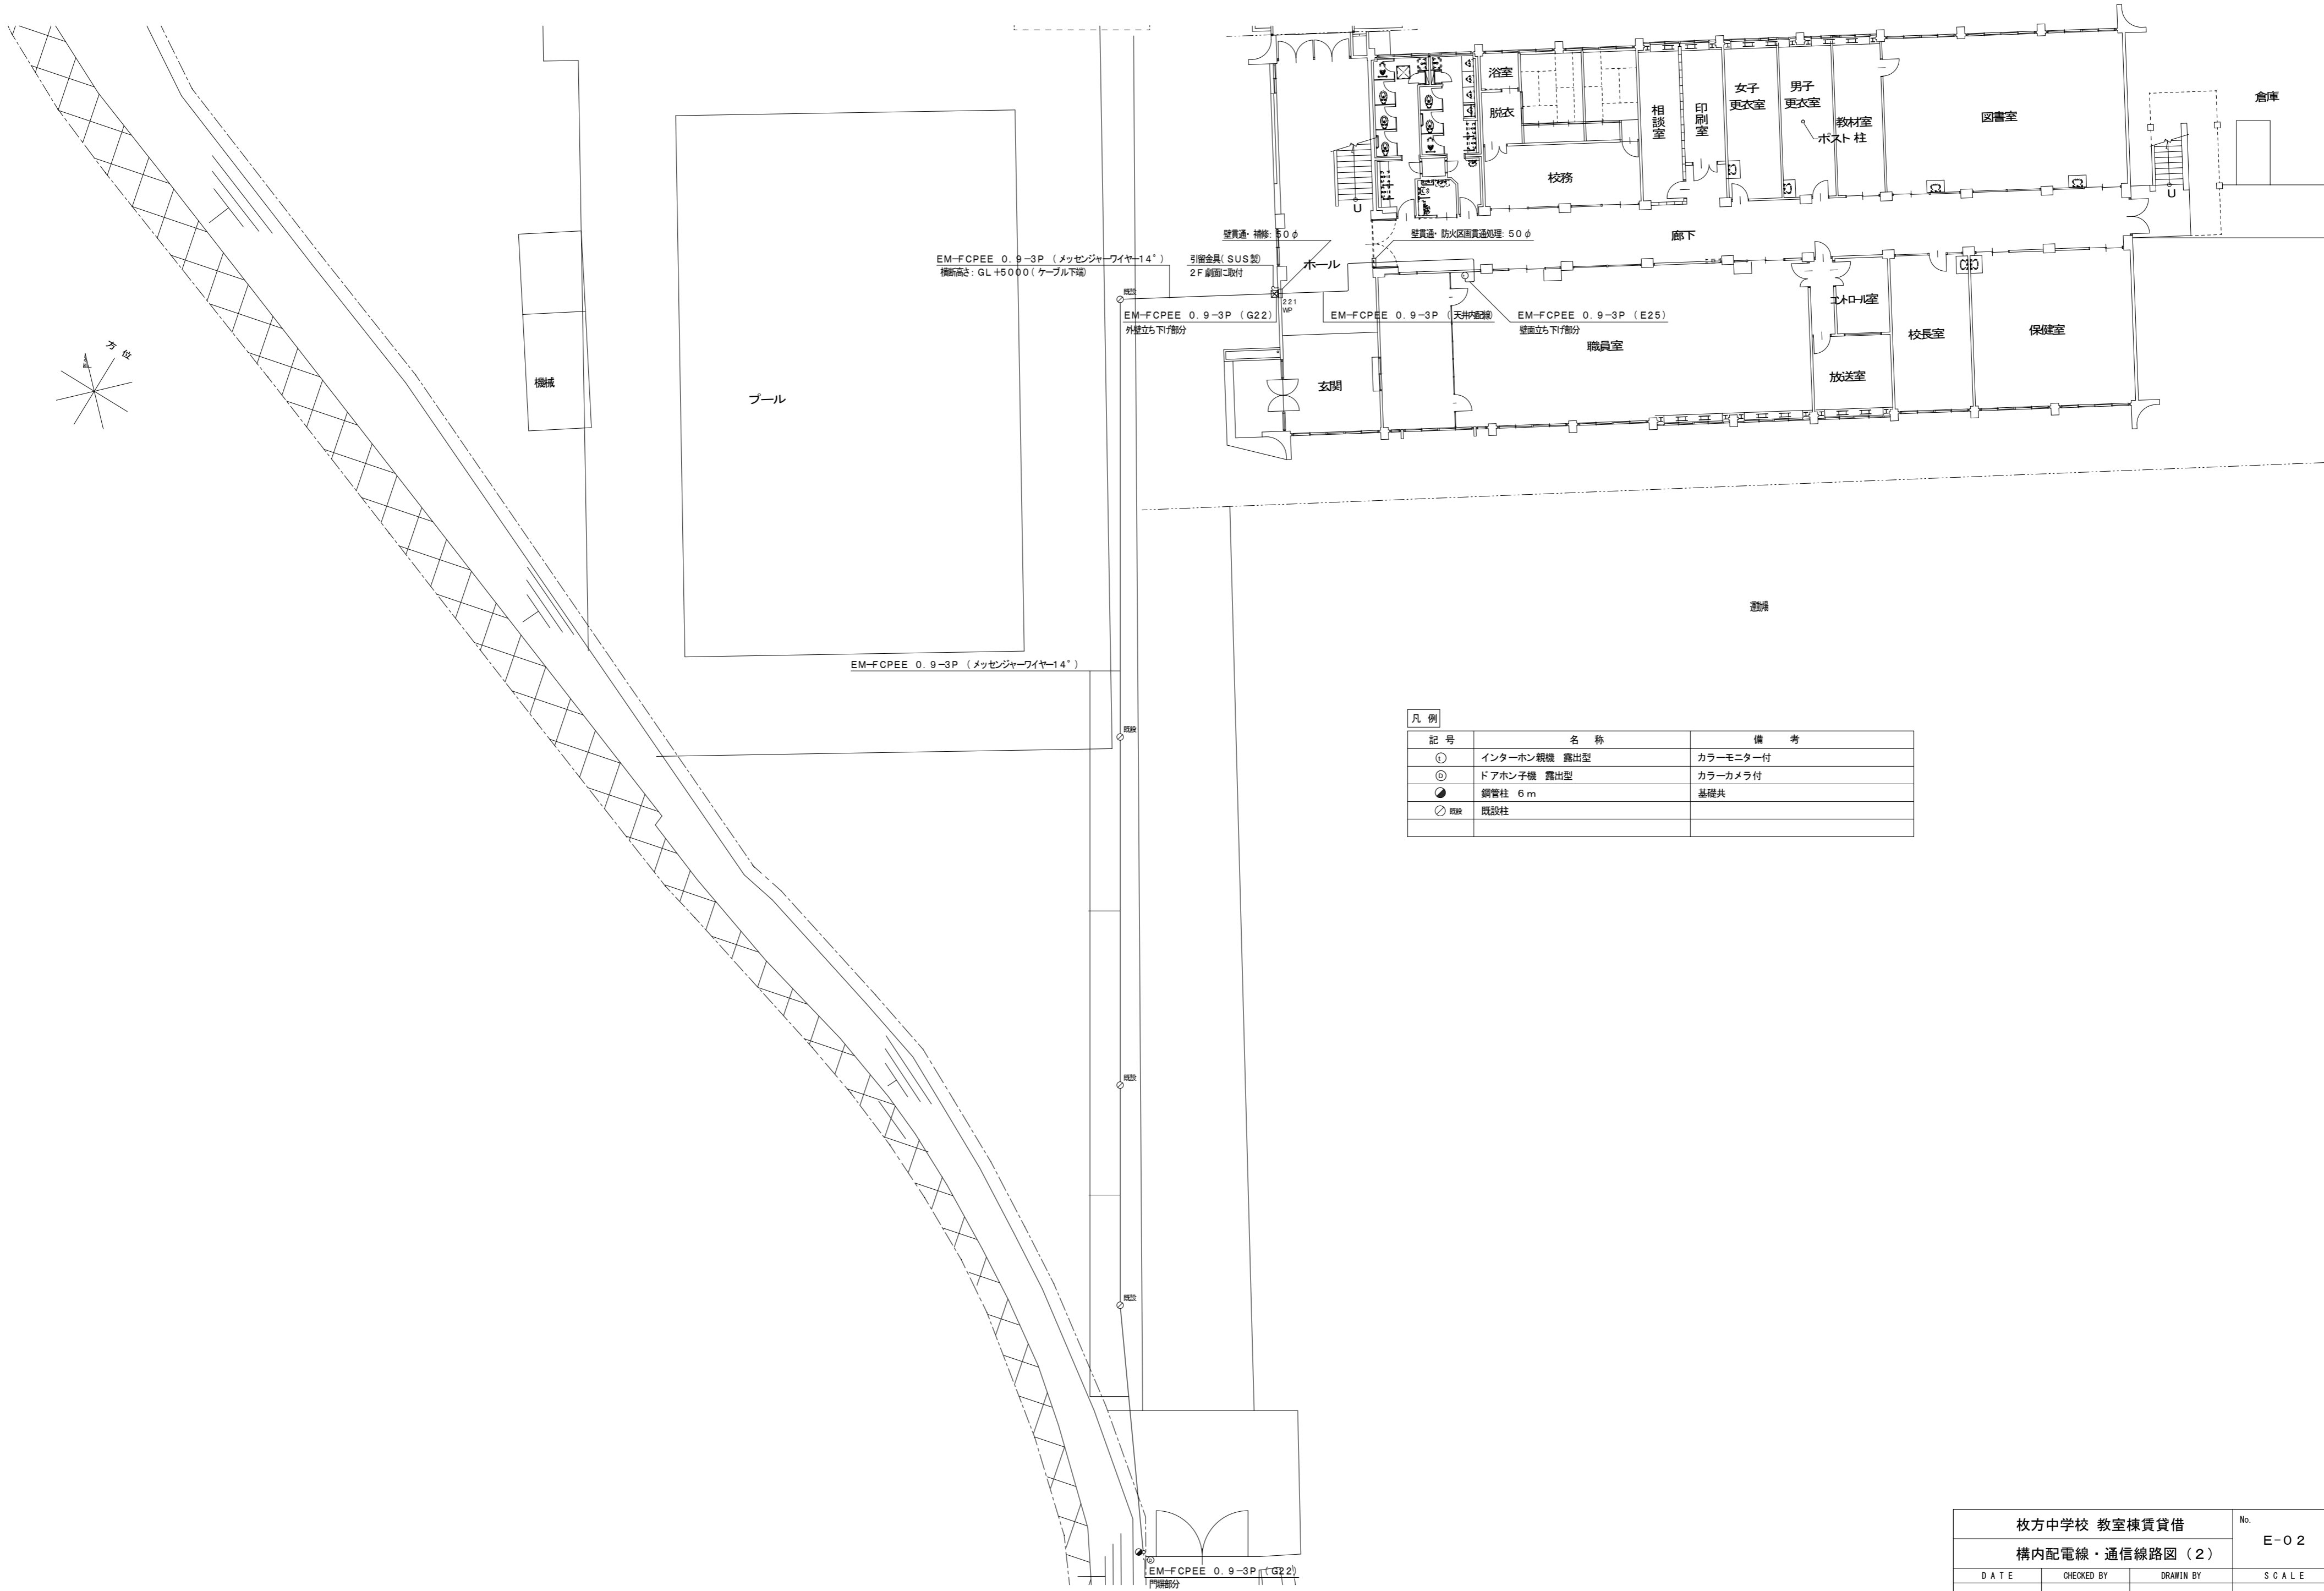 浴室
脱衣
相談室
印刷室
女子
更衣室
男子
更衣室
教材室
ポスト 柱
図書室
倉庫
校務
U
U
廊下
壁貫通・補修: 50φ
壁貫通・防火区画貫通処理: 50φ
EM-FCPEE 0.9-3P (メッセンジャーワイヤー14°)
横断高さ: GL+5000(ケーブル下端)
引留金具(SUS製)
ホール
既設
221
WP
EM-FCPEE 0.9-3P (G22)
外壁立ち下げ部分
EM-FCPEE 0.9-3P (天井内配線)
EM-FCPEE 0.9-3P (E25)
壁面立ち下げ部分
職員室
コントロール室
校長室
保健室
放送室
玄関
方位
機械
プール
EM-FCPEE 0.9-3P (メッセンジャーワイヤー14°)
既設
既設
既設
凡 例
記 号 名 称 備 考
t インターホン親機 露出型 カラーモニター付
D ドアホン子機 露出型 カラーカメラ付
鋼管柱 6m 基礎共
既設 既設柱
D
EM-FCPEE 0.9-3P (G22)
門塀部分
枚方中学校 教室棟賃貸借
構内配電線・通信線路図(2)
No.
E-02
DATE CHECKED BY DRAWIN BY SCALE